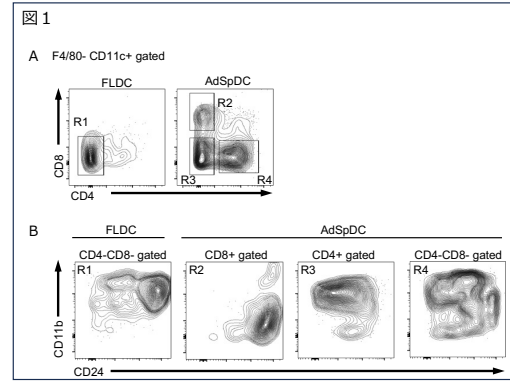 図1
A F4/80- CD11c+ gated
FLDC AdSpDC
R1 R2
R3 R4
CD8
CD4
B FLDC AdSpDC
CD4-CD8- gated CD8+ gated CD4+ gated CD4-CD8- gated
R1 R2 R3 R4
CD11b
CD24